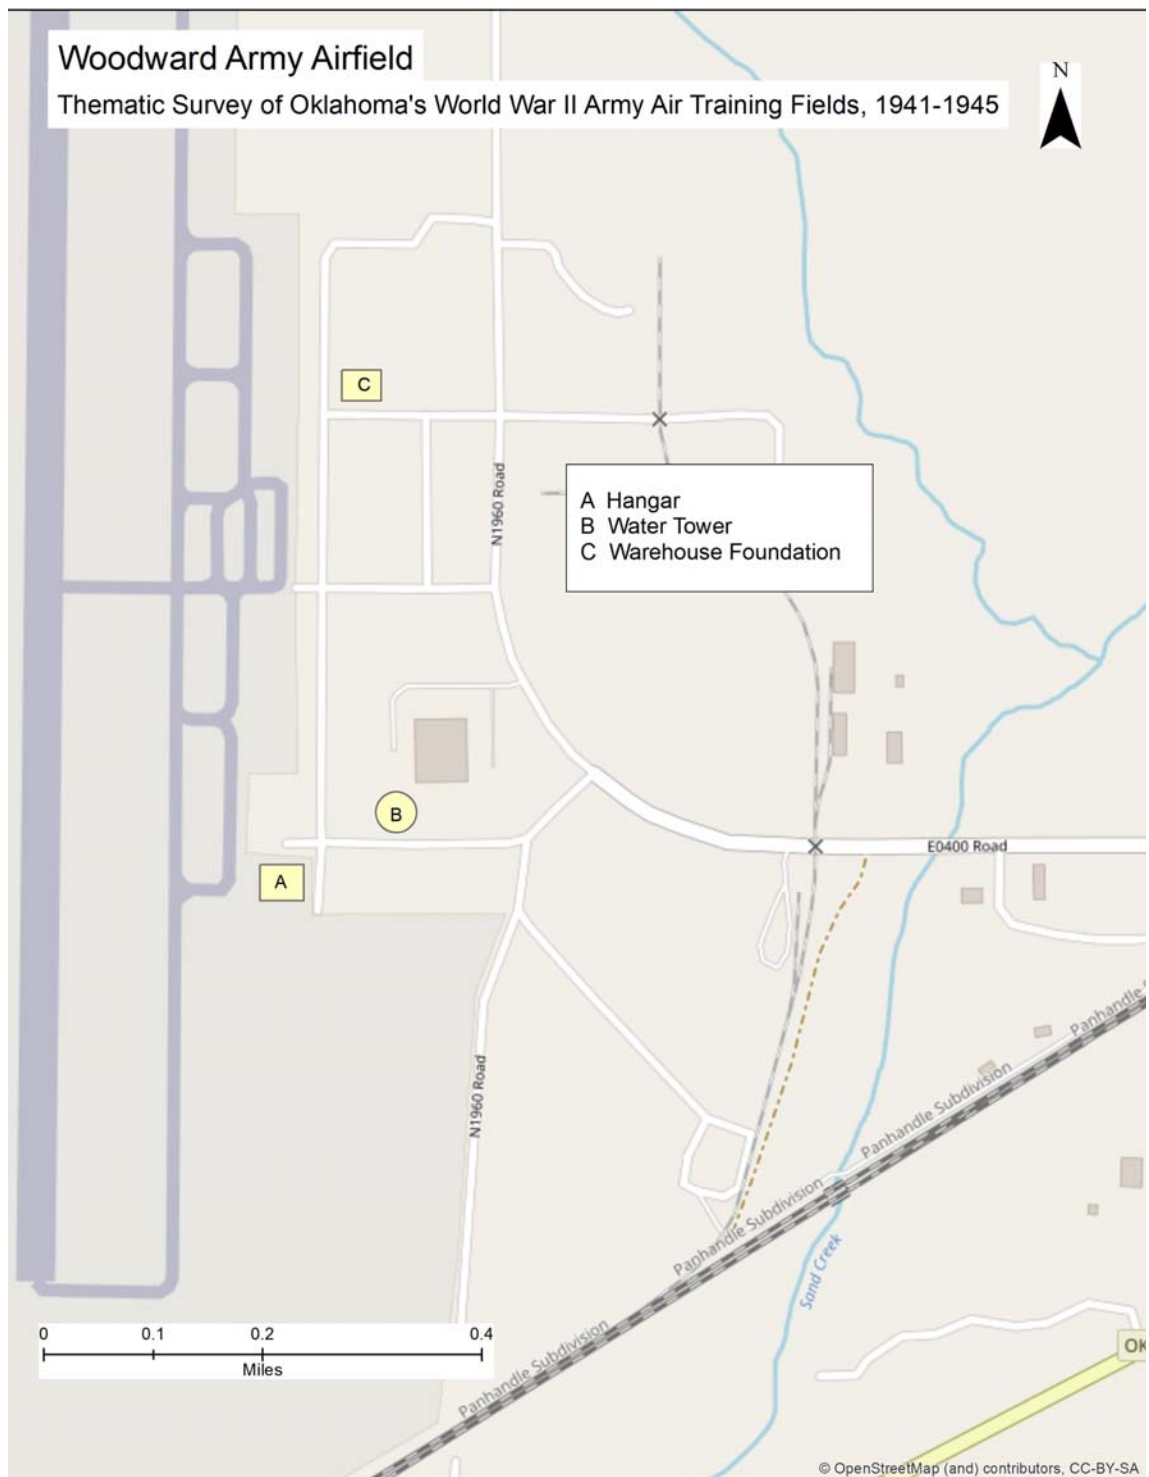 Woodward Army Airfield
Thematic Survey of Oklahoma's World War II Army Air Training Fields, 1941-1945
N
C
N1960 Road
A Hangar
B Water Tower
C Warehouse Foundation
B
E0400 Road
A
Panhandle S
Panhandle Subdivision
N1960 Road
Panhandle Subdivision
Sand Creek
Panhandle Subdivision
0 0.1 0.2 0.4
Miles
OK
© OpenStreetMap (and) contributors, CC-BY-SA